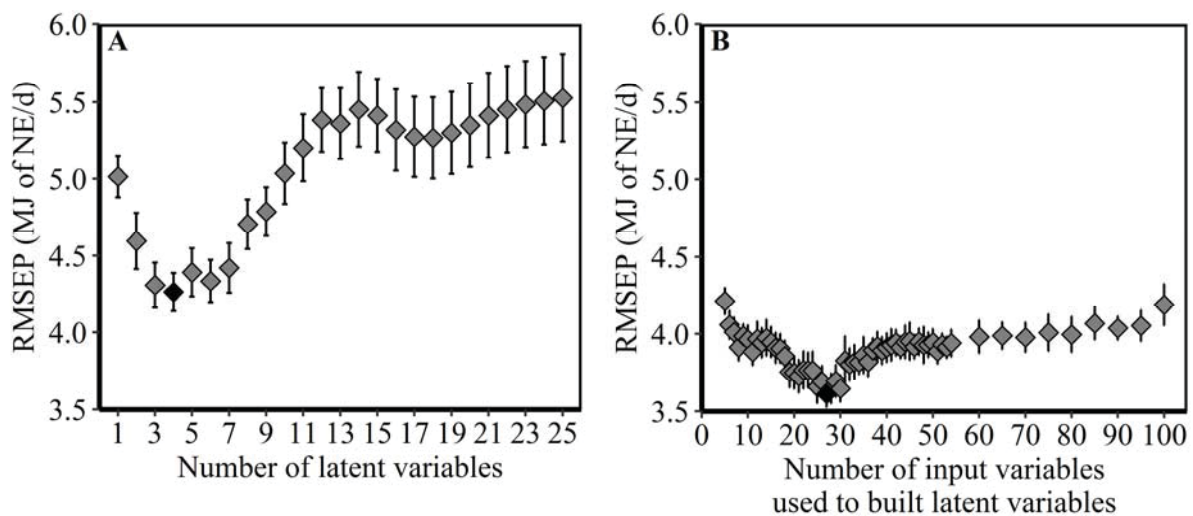 A
RMSEP (MJ of NE/d)
6.0
5.5
5.0
4.5
4.0
3.5
1 3 5 7 9 11 13 15 17 19 21 23 25
Number of latent variables
B
RMSEP (MJ of NE/d)
6.0
5.5
5.0
4.5
4.0
3.5
0 10 20 30 40 50 60 70 80 90 100
Number of input variables
used to built latent variables